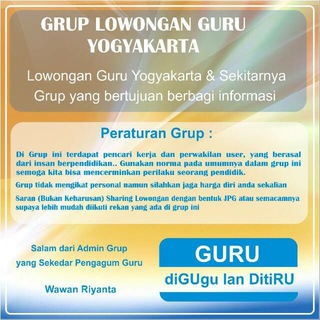 GRUP LOWONGAN GURU
YOGYAKARTA
Lowongan Guru Yogyakarta & Sekitarnya
Grup yang bertujuan berbagi informasi
Peraturan Grup :
Di Grup ini terdapat pencari kerja dan perwakilan user, yang berasal
dari insan berpendidikan.. Gunakan norma pada umumnya dalam grup ini
semoga kita bisa mencerminkan perilaku seorang pendidik.
Grup tidak mengikat personal namun silahkan jaga harga diri anda sekalian
Saran (Bukan Keharusan) Sharing Lowongan dengan bentuk JPG atau semacamnya
supaya lebih mudah diikuti rekan yang ada di grup ini
Salam dari Admin Grup
yang Sekedar Pengagum Guru
Wawan Riyanta
GURU
diGUgu lan DitiRU